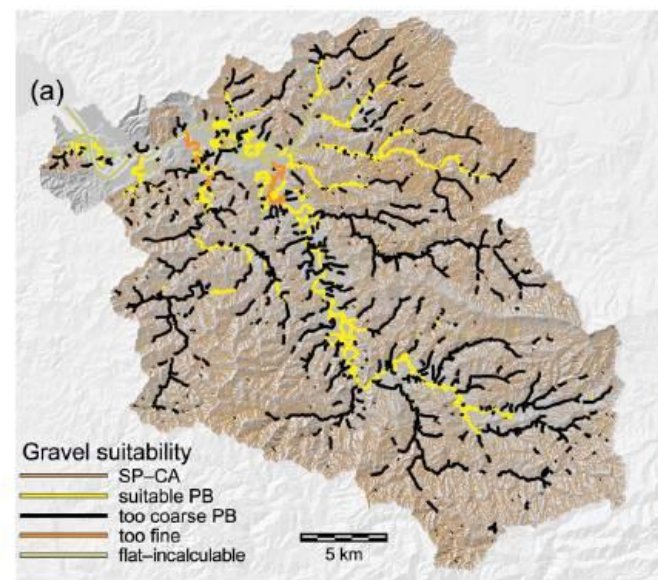 (a)
Gravel suitability
SP–CA
suitable PB
too coarse PB
too fine
flat–incalculable
5 km